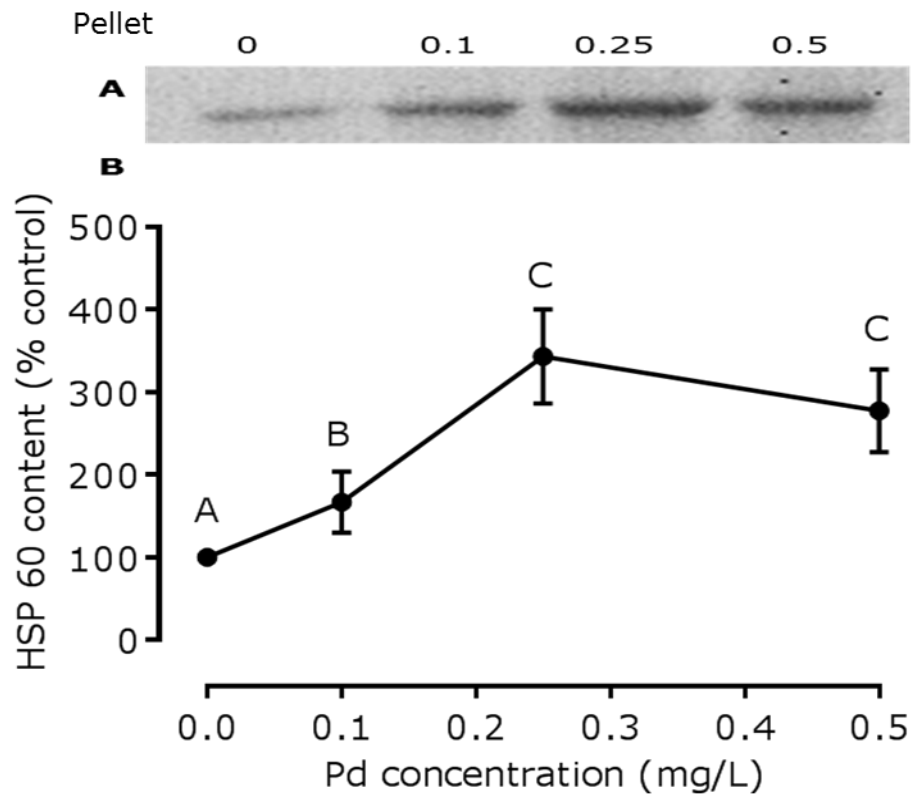 Pellet
0 0.1 0.25 0.5
A
B
HSP 60 content (% control)
500
400
300
200
100
0
A
B
C
C
0.0 0.1 0.2 0.3 0.4 0.5
Pd concentration (mg/L)